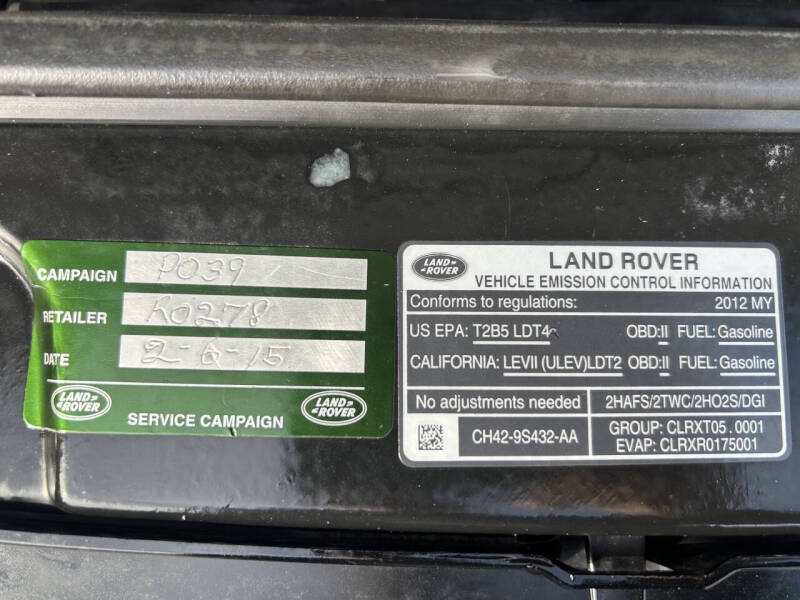 CAMPAIGN P039
RETAILER R0278
DATE 2-6-15
LAND-ROVER
SERVICE CAMPAIGN
LAND-ROVER
LAND-ROVER
LAND ROVER
VEHICLE EMISSION CONTROL INFORMATION
Conforms to regulations: 2012 MY
US EPA: T2B5 LDT4 OBD:II FUEL: Gasoline
CALIFORNIA: LEVII (ULEV)LDT2 OBD:II FUEL: Gasoline
No adjustments needed 2HAFS/2TWC/2HO2S/DGI
CH42-9S432-AA
GROUP: CLRXT05.0001
EVAP: CLRXR0175001